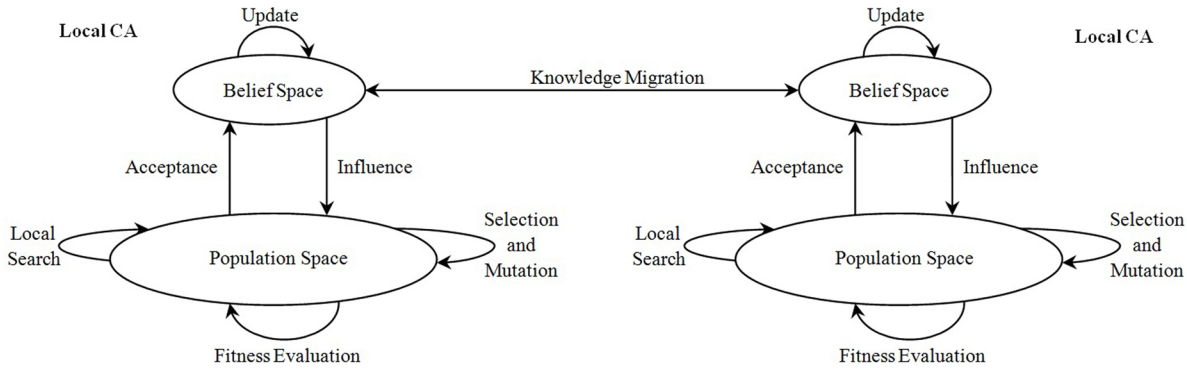 Update
Update
Local CA
Local CA
Knowledge Migration
Belief Space
Belief Space
Acceptance
Influence
Acceptance
Influence
Local
Search
Population Space
Selection
and
Mutation
Local
Search
Population Space
Selection
and
Mutation
Fitness Evaluation
Fitness Evaluation